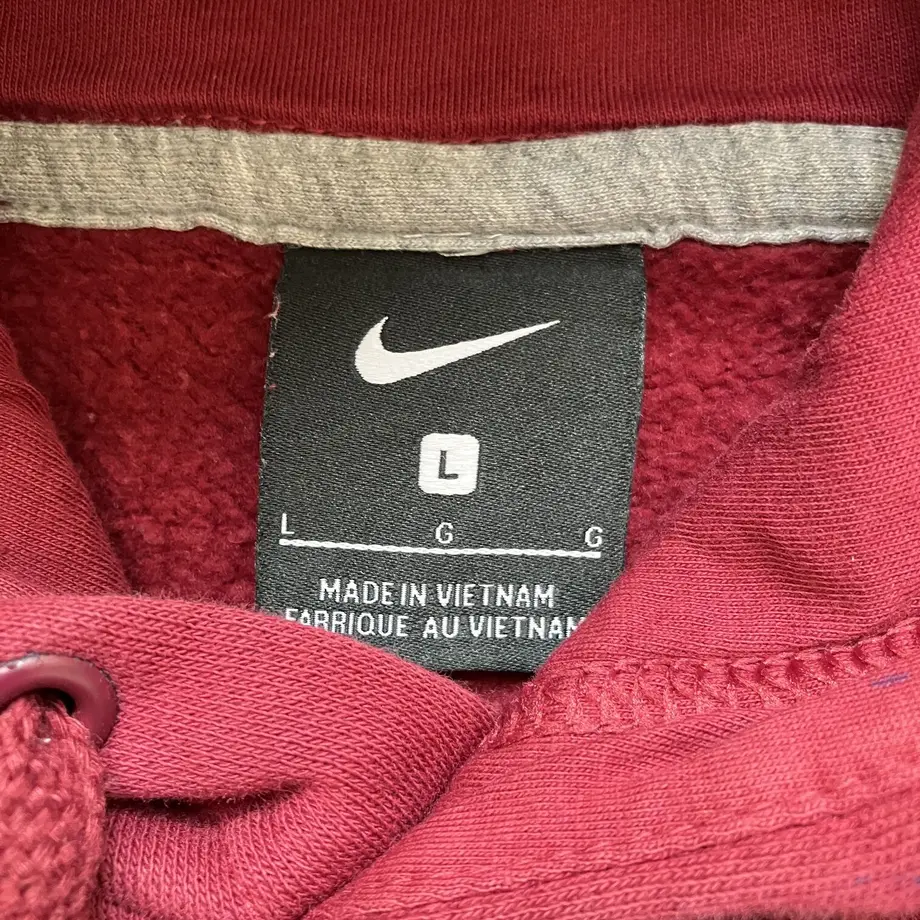 L
L G G
MADE IN VIETNAM
FABRIQUE AU VIETNAM